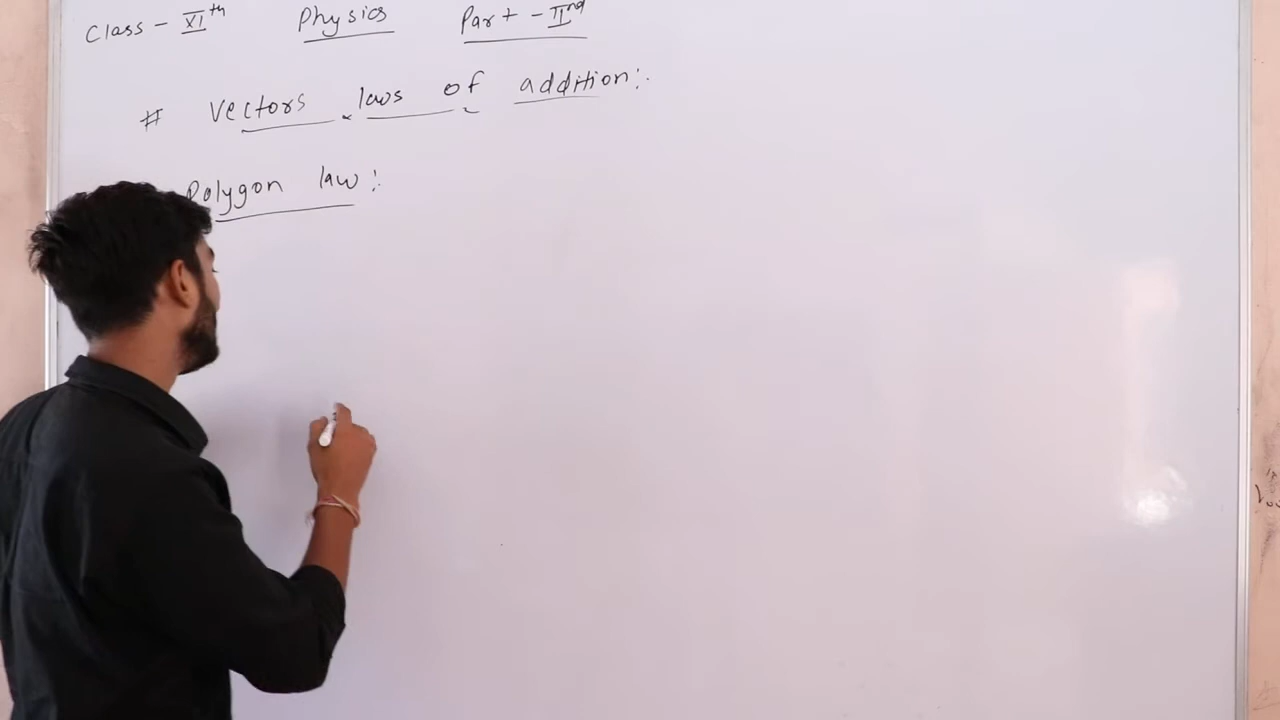 Class - XIth Physics Part - IInd
# Vectors laws of addition:.
Polygon law:.